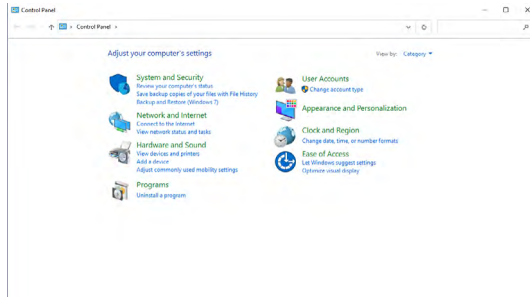 Control Panel
Control Panel
Adjust your computer's settings
View by: Category
System and Security
Review your computer's status
Save backup copies of your files with File History
Backup and Restore (Windows 7)
Network and Internet
Connect to the Internet
View network status and tasks
Hardware and Sound
View devices and printers
Add a device
Adjust commonly used mobility settings
Programs
Uninstall a program
User Accounts
Change account type
Appearance and Personalization
Clock and Region
Change date, time, or number formats
Ease of Access
Let Windows suggest settings
Optimize visual display